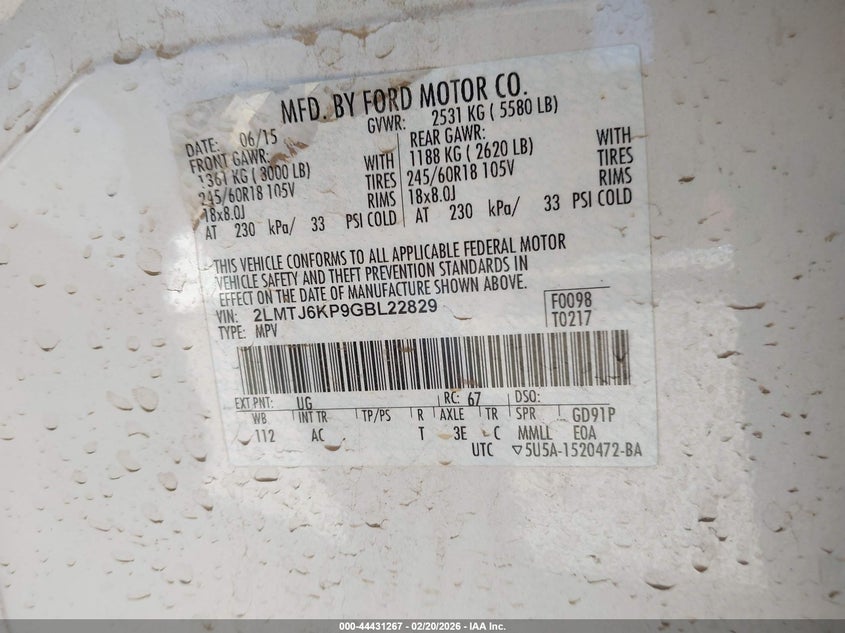 MFD. BY FORD MOTOR CO.
DATE: 06/15
GVWR: 2531 KG ( 5580 LB)
FRONT GAWR:
1361 KG ( 3000 LB)
WITH
245/60R18 105V
TIRES
18x8.0J
RIMS
AT 230 kPa/ 33 PSI COLD
REAR GAWR:
1188 KG ( 2620 LB)
WITH
245/60R18 105V
TIRES
18x8.0J
RIMS
AT 230 kPa/ 33 PSI COLD
THIS VEHICLE CONFORMS TO ALL APPLICABLE FEDERAL MOTOR
VEHICLE SAFETY AND THEFT PREVENTION STANDARDS IN
EFFECT ON THE DATE OF MANUFACTURE SHOWN ABOVE.
VIN: 2LMTJ6KP9GBL22829
TYPE: MPV
F0098
T0217
EXT PNT: UG RC: 67 DSO:
WB INT TR TP/PS R AXLE TR SPR GD91P
112 AC T 3E C MMLL E0A
UTC ▽5U5A-1520472-BA
000-44431267 - 02/20/2026 - IAA Inc.